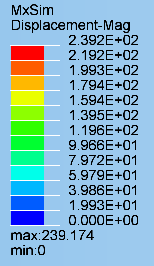 MxSim
Displacement-Mag
2.392E+02
2.192E+02
1.993E+02
1.794E+02
1.594E+02
1.395E+02
1.196E+02
9.966E+01
7.972E+01
5.979E+01
3.986E+01
1.993E+01
0.000E+00
max:239.174
min:0